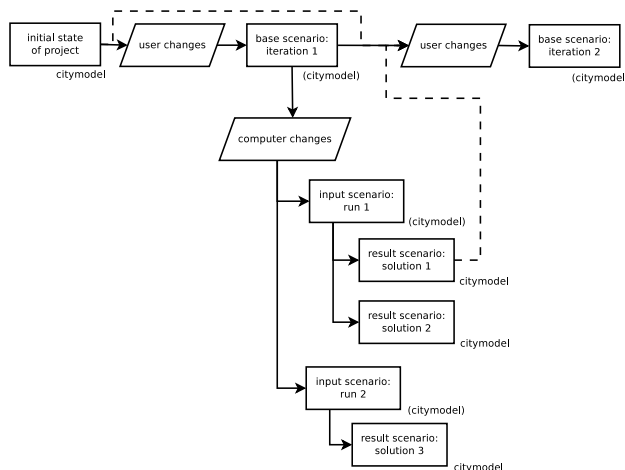 initial state
of project
citymodel
user changes
base scenario:
iteration 1
(citymodel)
user changes
base scenario:
iteration 2
(citymodel)
computer changes
input scenario:
run 1
(citymodel)
result scenario:
solution 1
citymodel
result scenario:
solution 2
citymodel
input scenario:
run 2
(citymodel)
result scenario:
solution 3
citymodel